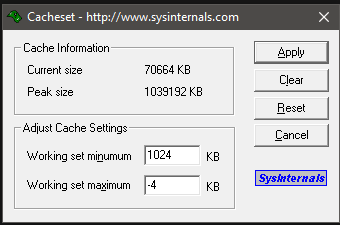 Cacheset - http://www.sysinternals.com
Cache Information
Current size 70664 KB
Peak size 1039192 KB
Adjust Cache Settings
Working set minumum 1024 KB
Working set maximum -4 KB
Apply
Clear
Reset
Cancel
SysInternals